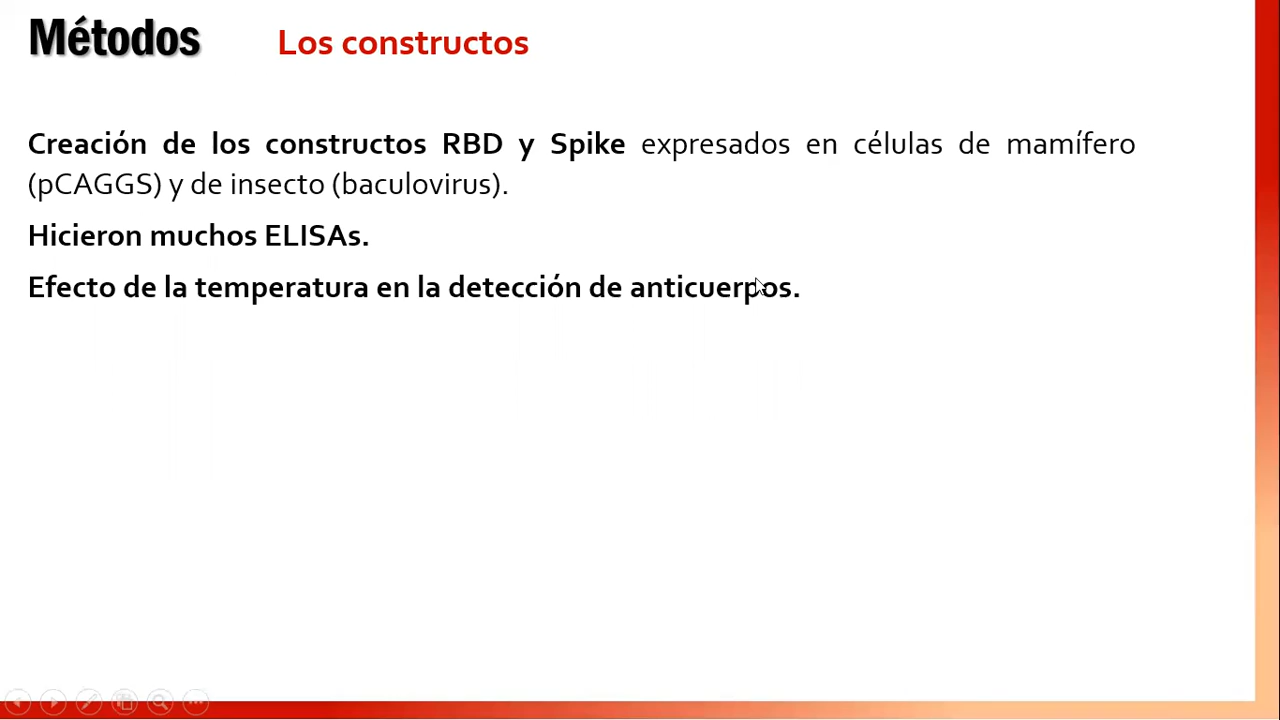 Métodos Los constructos
Creación de los constructos RBD y Spike expresados en células de mamífero
(pCAGGS) y de insecto (baculovirus).
Hicieron muchos ELISAs.
Efecto de la temperatura en la detección de anticuerpos.